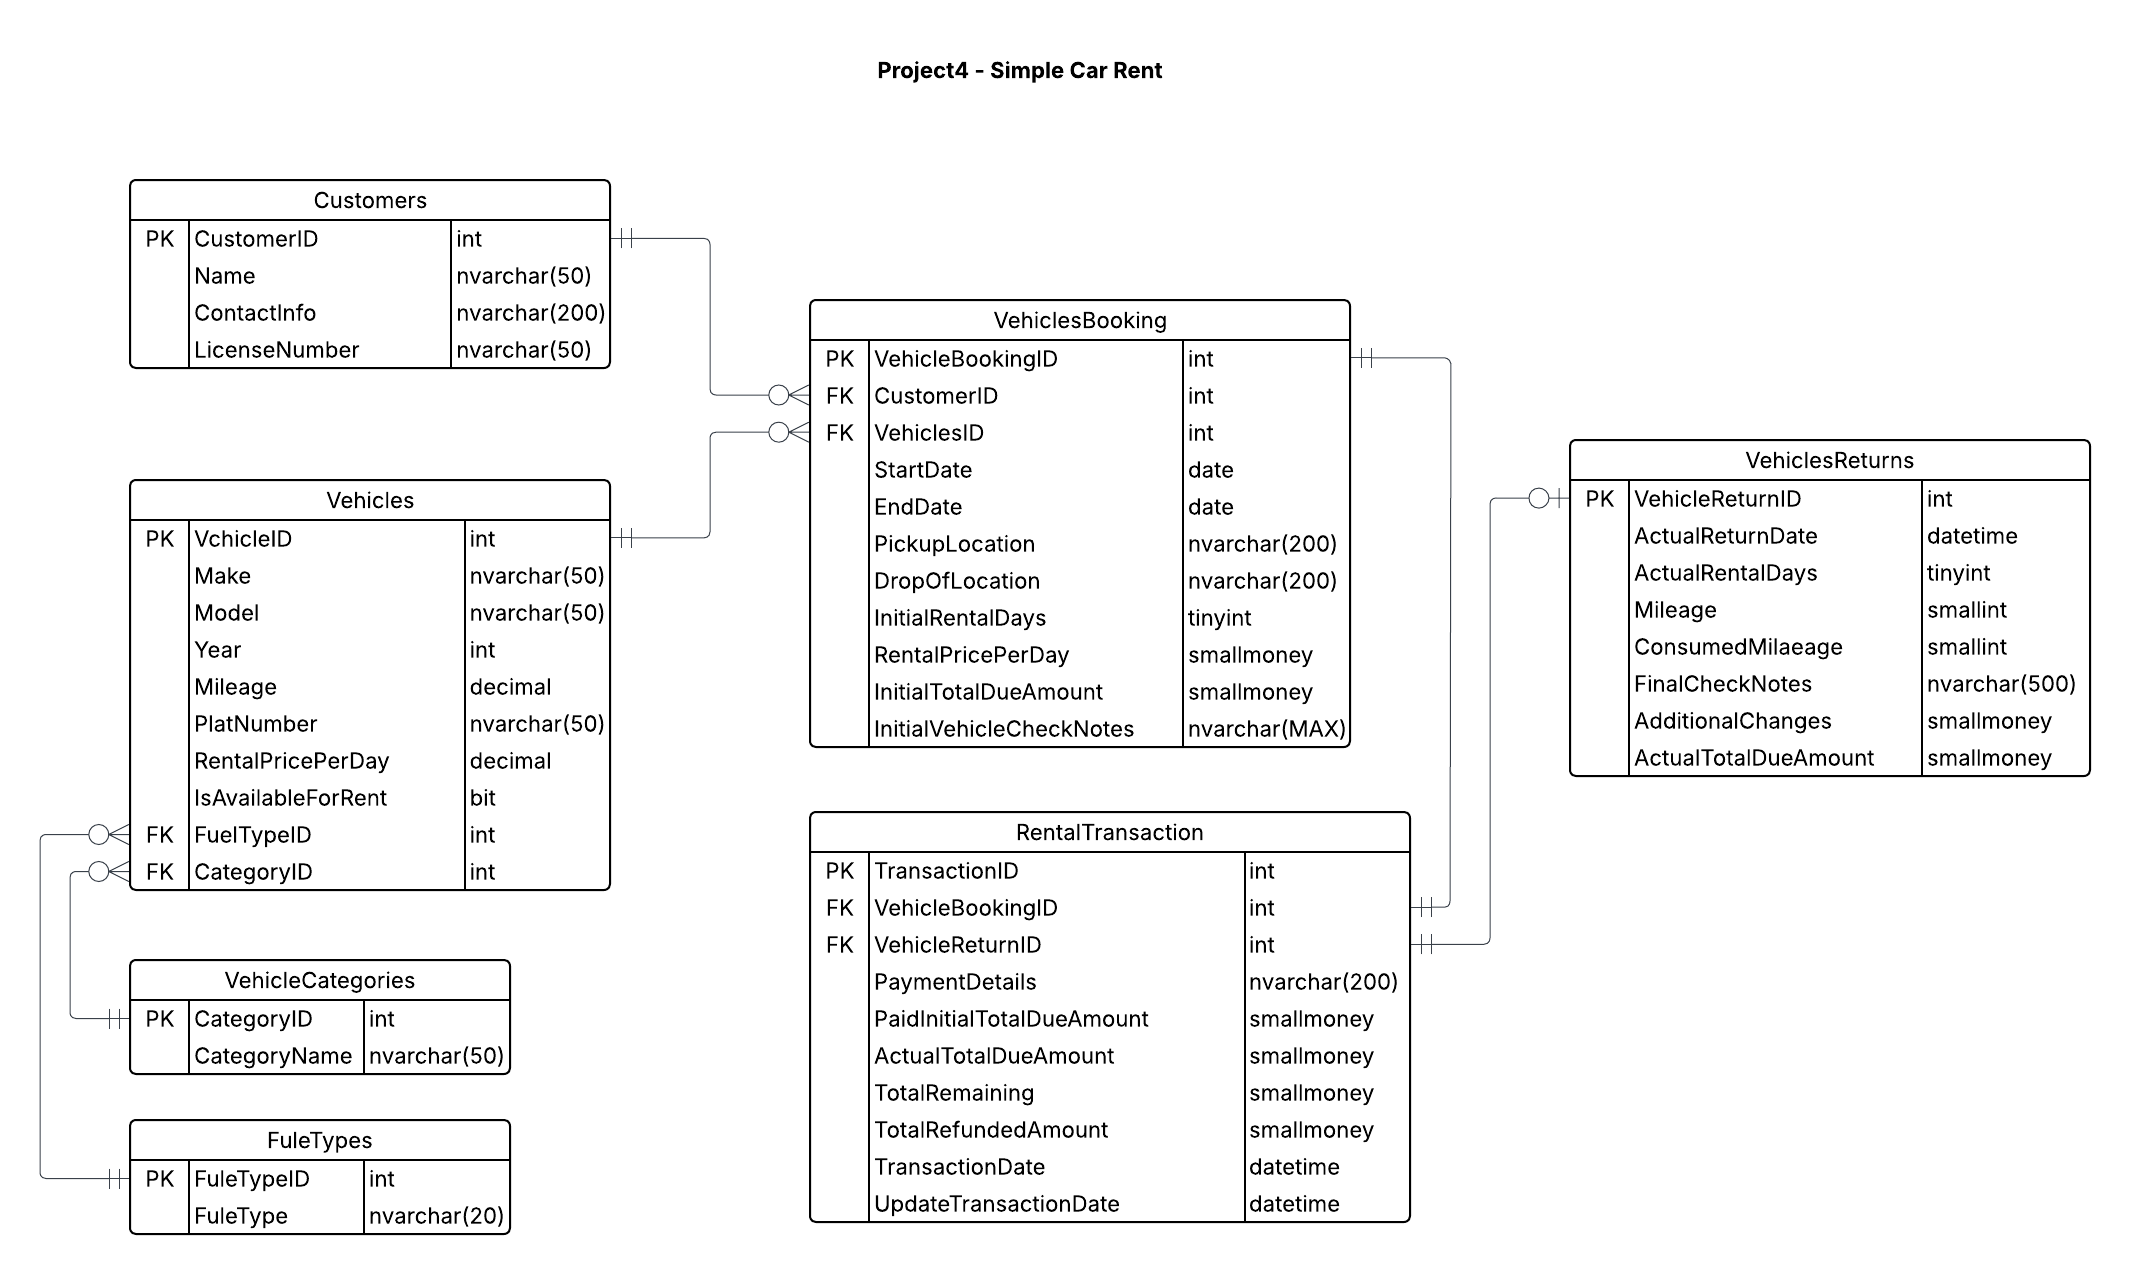 Project4 - Simple Car Rent
Customers
PK CustomerID int
Name nvarchar(50)
ContactInfo nvarchar(200)
LicenseNumber nvarchar(50)
Vehicles
PK VchicleID int
Make nvarchar(50)
Model nvarchar(50)
Year int
Mileage decimal
PlatNumber nvarchar(50)
RentalPricePerDay decimal
IsAvailableForRent bit
FK FuelTypeID int
FK CategoryID int
VehicleCategories
PK CategoryID int
CategoryName nvarchar(50)
FuleTypes
PK FuleTypeID int
FuleType nvarchar(20)
VehiclesBooking
PK VehicleBookingID int
FK CustomerID int
FK VehiclesID int
StartDate date
EndDate date
PickupLocation nvarchar(200)
DropOfLocation nvarchar(200)
InitialRentalDays tinyint
RentalPricePerDay smallmoney
InitialTotalDueAmount smallmoney
InitialVehicleCheckNotes nvarchar(MAX)
RentalTransaction
PK TransactionID int
FK VehicleBookingID int
FK VehicleReturnID int
PaymentDetails nvarchar(200)
PaidInitialTotalDueAmount smallmoney
ActualTotalDueAmount smallmoney
TotalRemaining smallmoney
TotalRefundedAmount smallmoney
TransactionDate datetime
UpdateTransactionDate datetime
VehiclesReturns
PK VehicleReturnID int
ActualReturnDate datetime
ActualRentalDays tinyint
Mileage smallint
ConsumedMilaeage smallint
FinalCheckNotes nvarchar(500)
AdditionalChanges smallmoney
ActualTotalDueAmount smallmoney